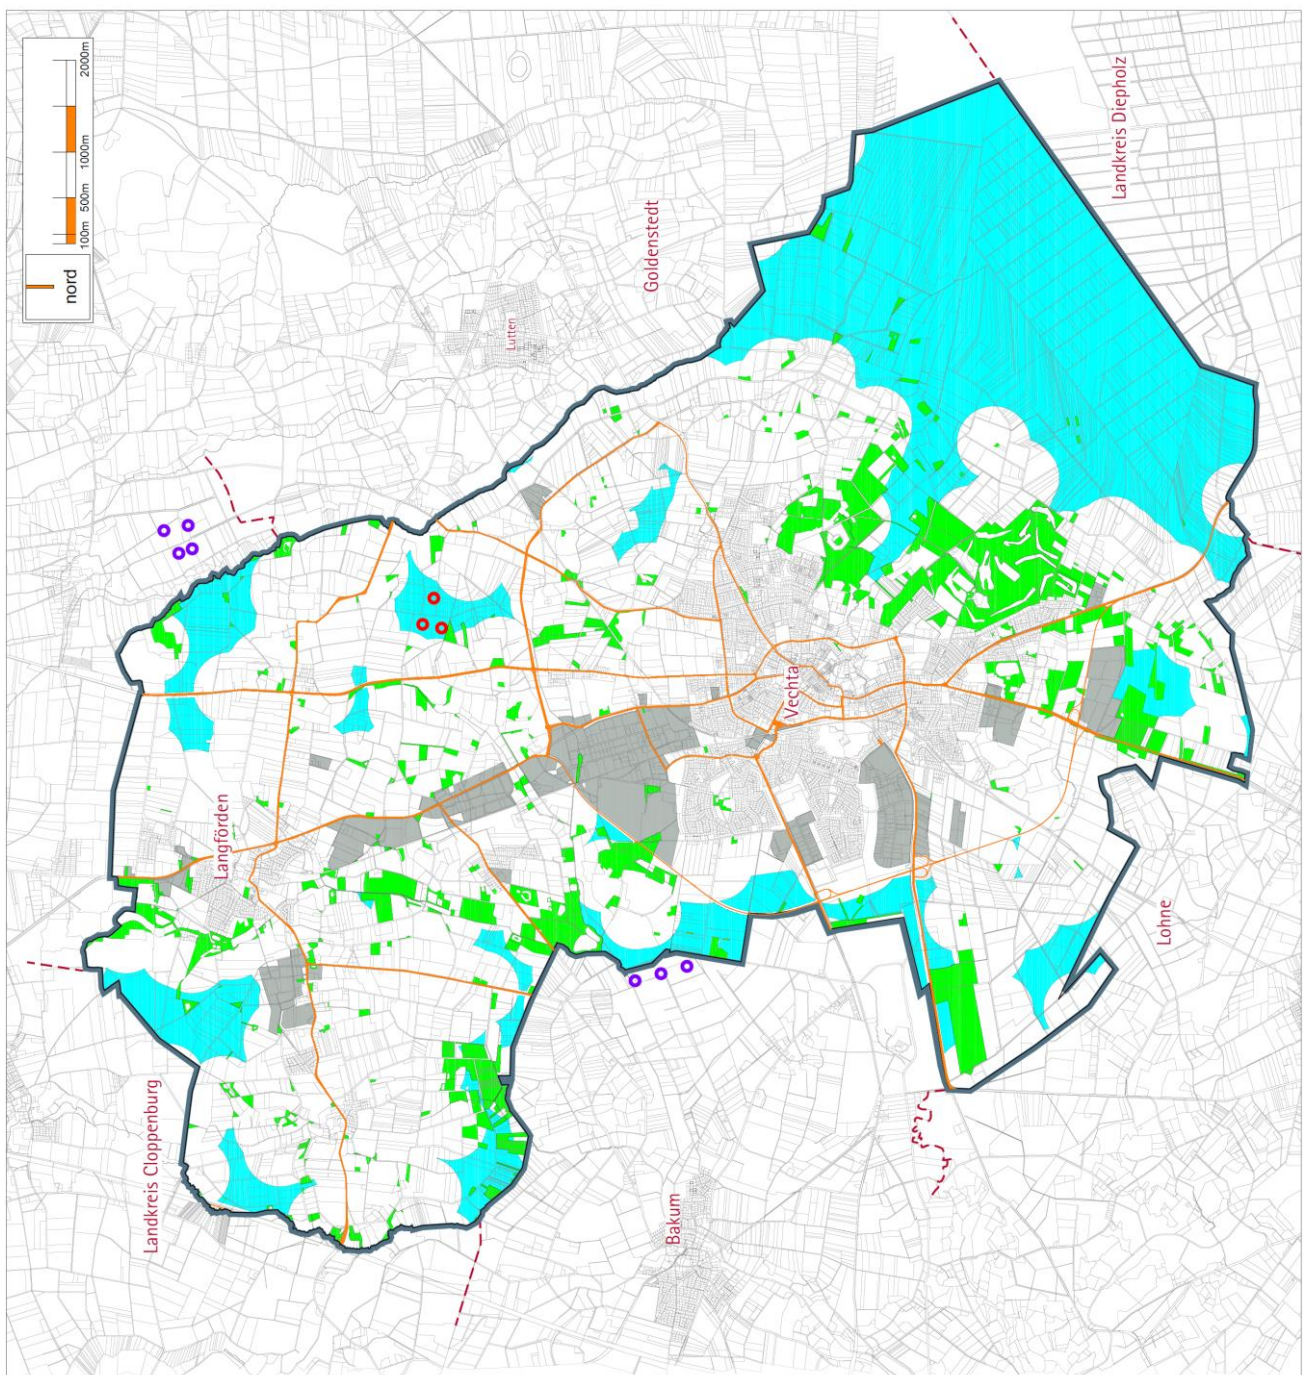 100m 500m 1000m 2000m
nord
Landkreis Diepholz
Goldenstedt
Lutten
Vechta
Langförden
Lohne
Landkreis Cloppenburg
Bakum